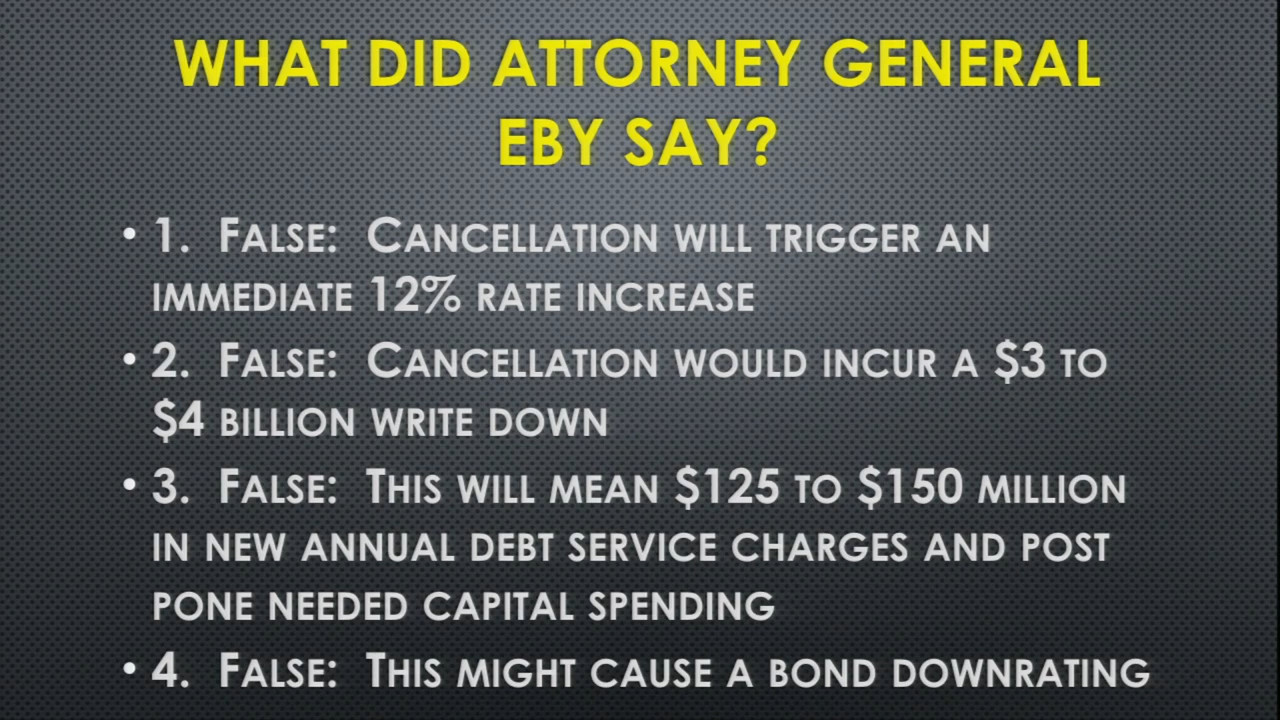 WHAT DID ATTORNEY GENERAL
EBY SAY?
• 1. FALSE: CANCELLATION WILL TRIGGER AN
IMMEDIATE 12% RATE INCREASE
• 2. FALSE: CANCELLATION WOULD INCUR A $3 TO
$4 BILLION WRITE DOWN
• 3. FALSE: THIS WILL MEAN $125 TO $150 MILLION
IN NEW ANNUAL DEBT SERVICE CHARGES AND POST
PONE NEEDED CAPITAL SPENDING
• 4. FALSE: THIS MIGHT CAUSE A BOND DOWNRATING